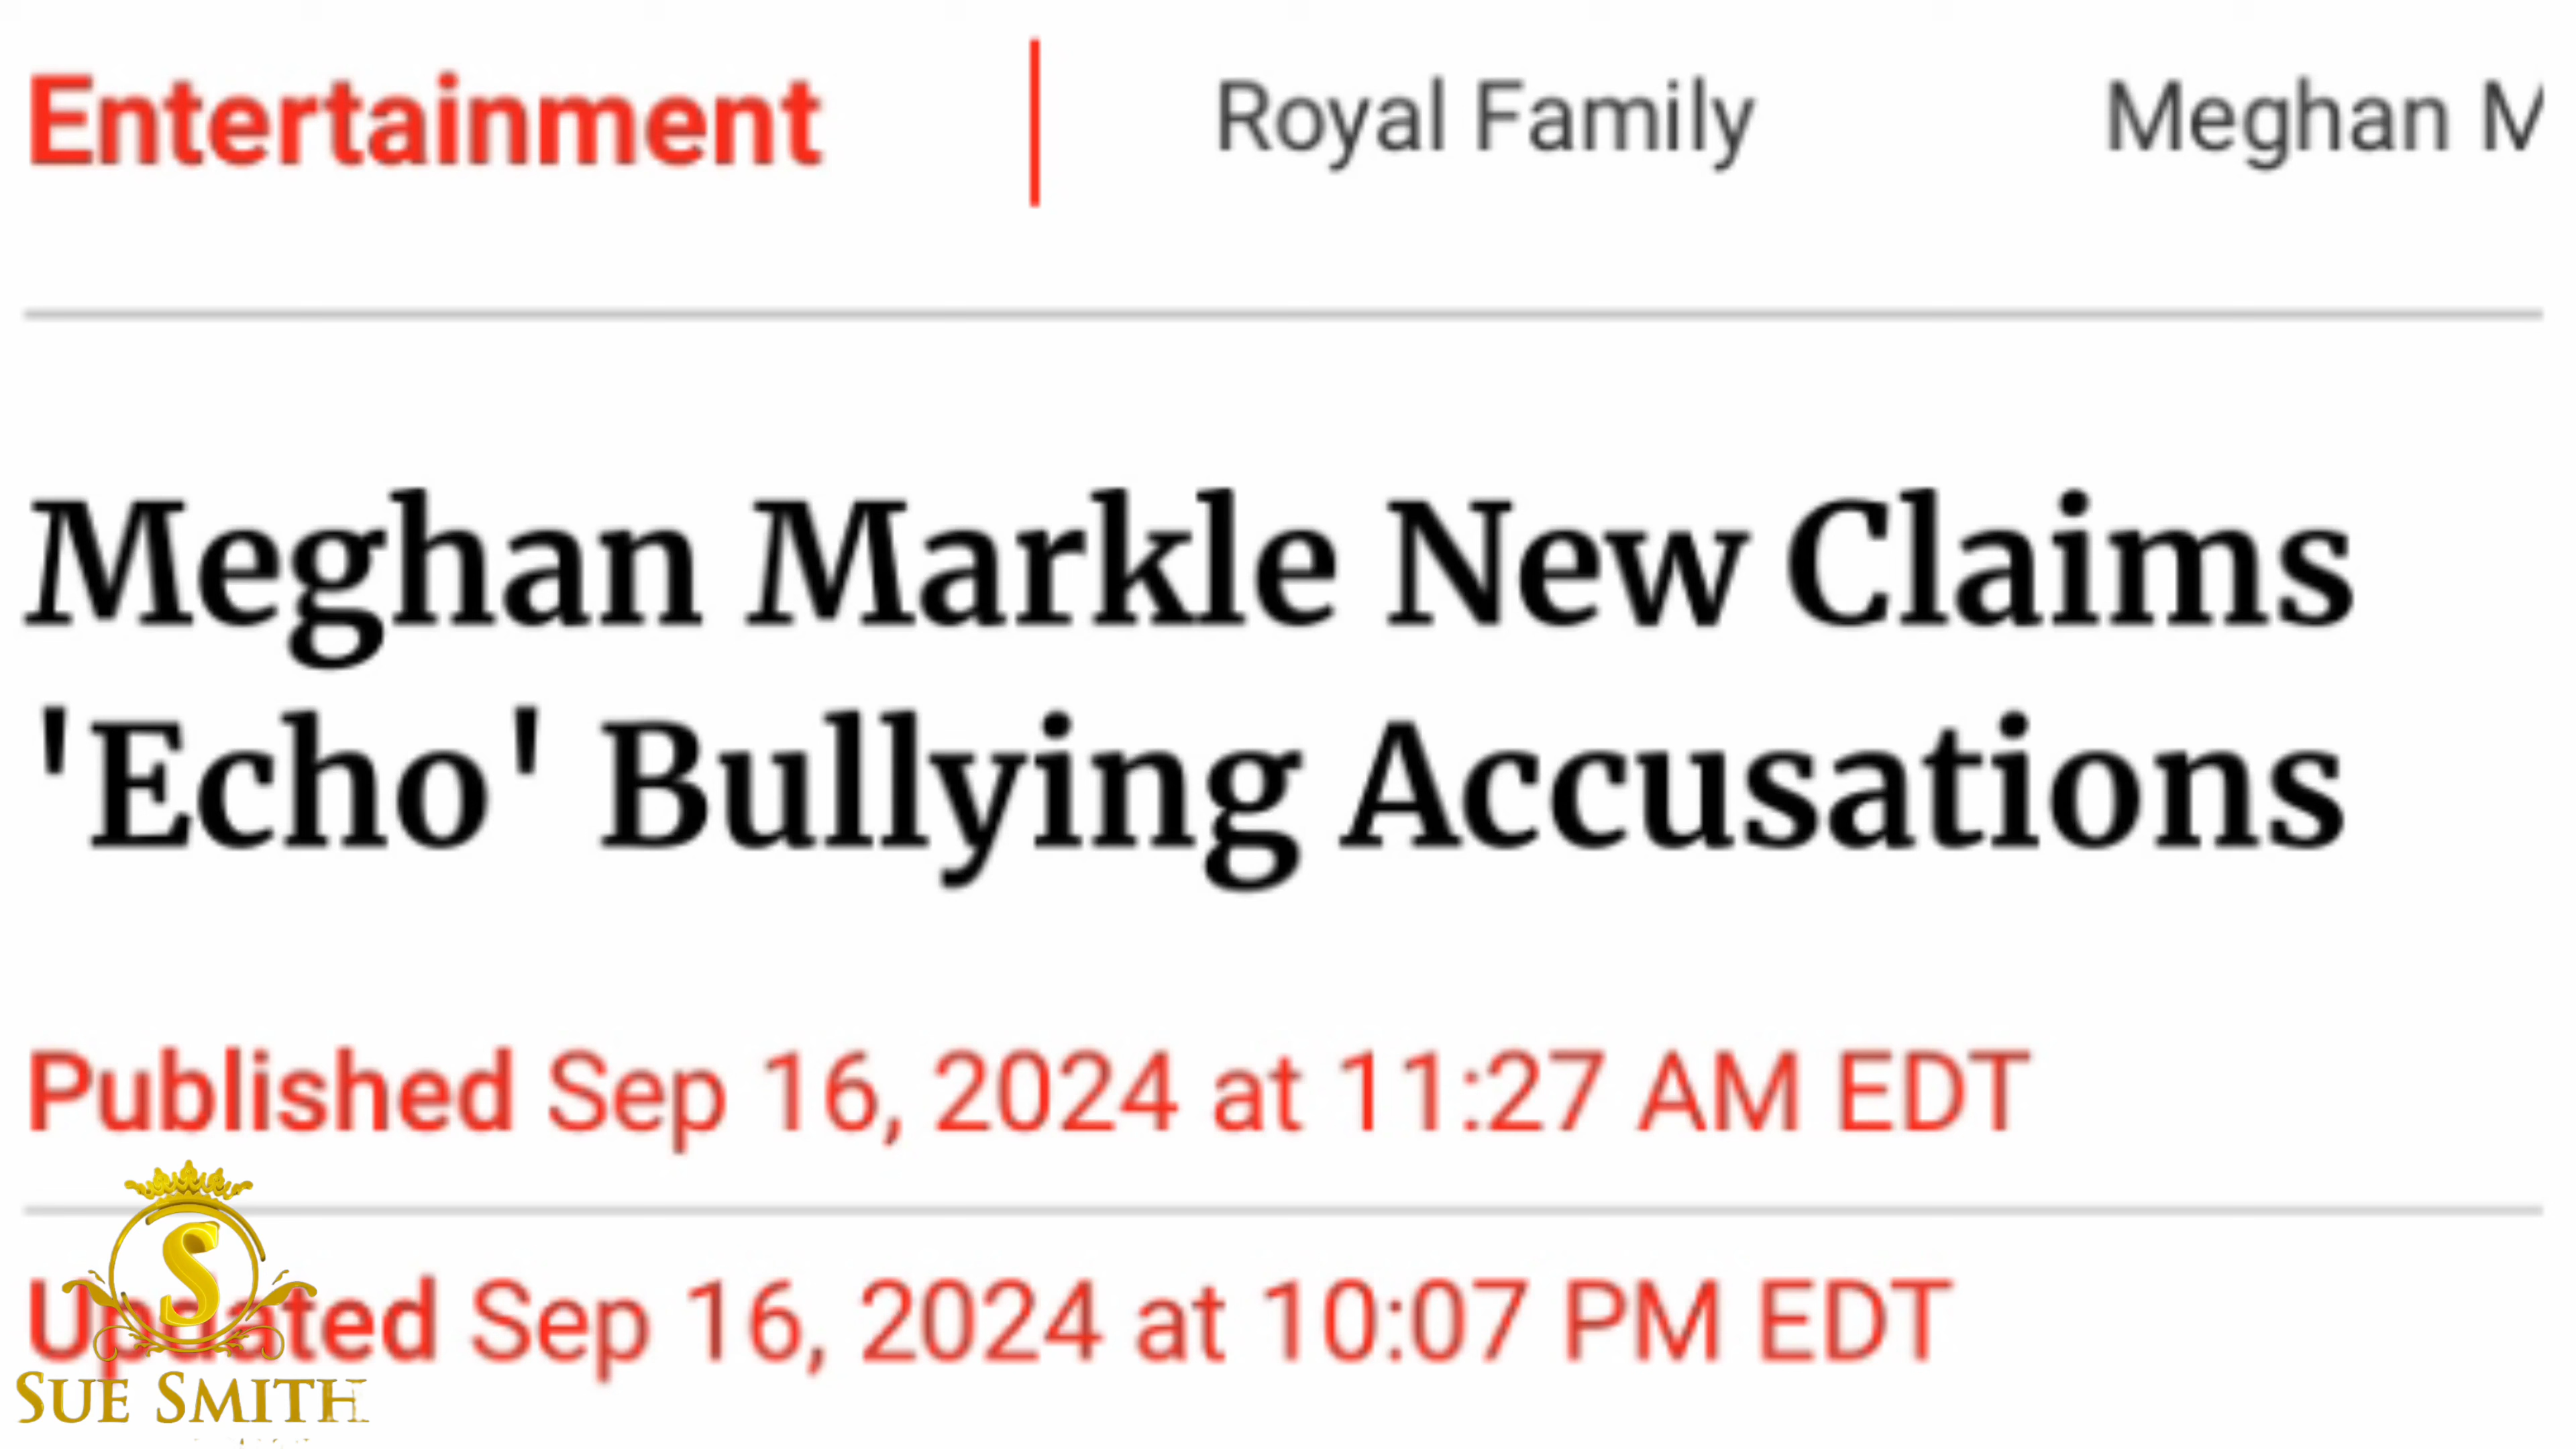 Entertainment | Royal Family Meghan M
Meghan Markle New Claims
'Echo' Bullying Accusations
Published Sep 16, 2024 at 11:27 AM EDT
Updated Sep 16, 2024 at 10:07 PM EDT
S
SUE SMITH